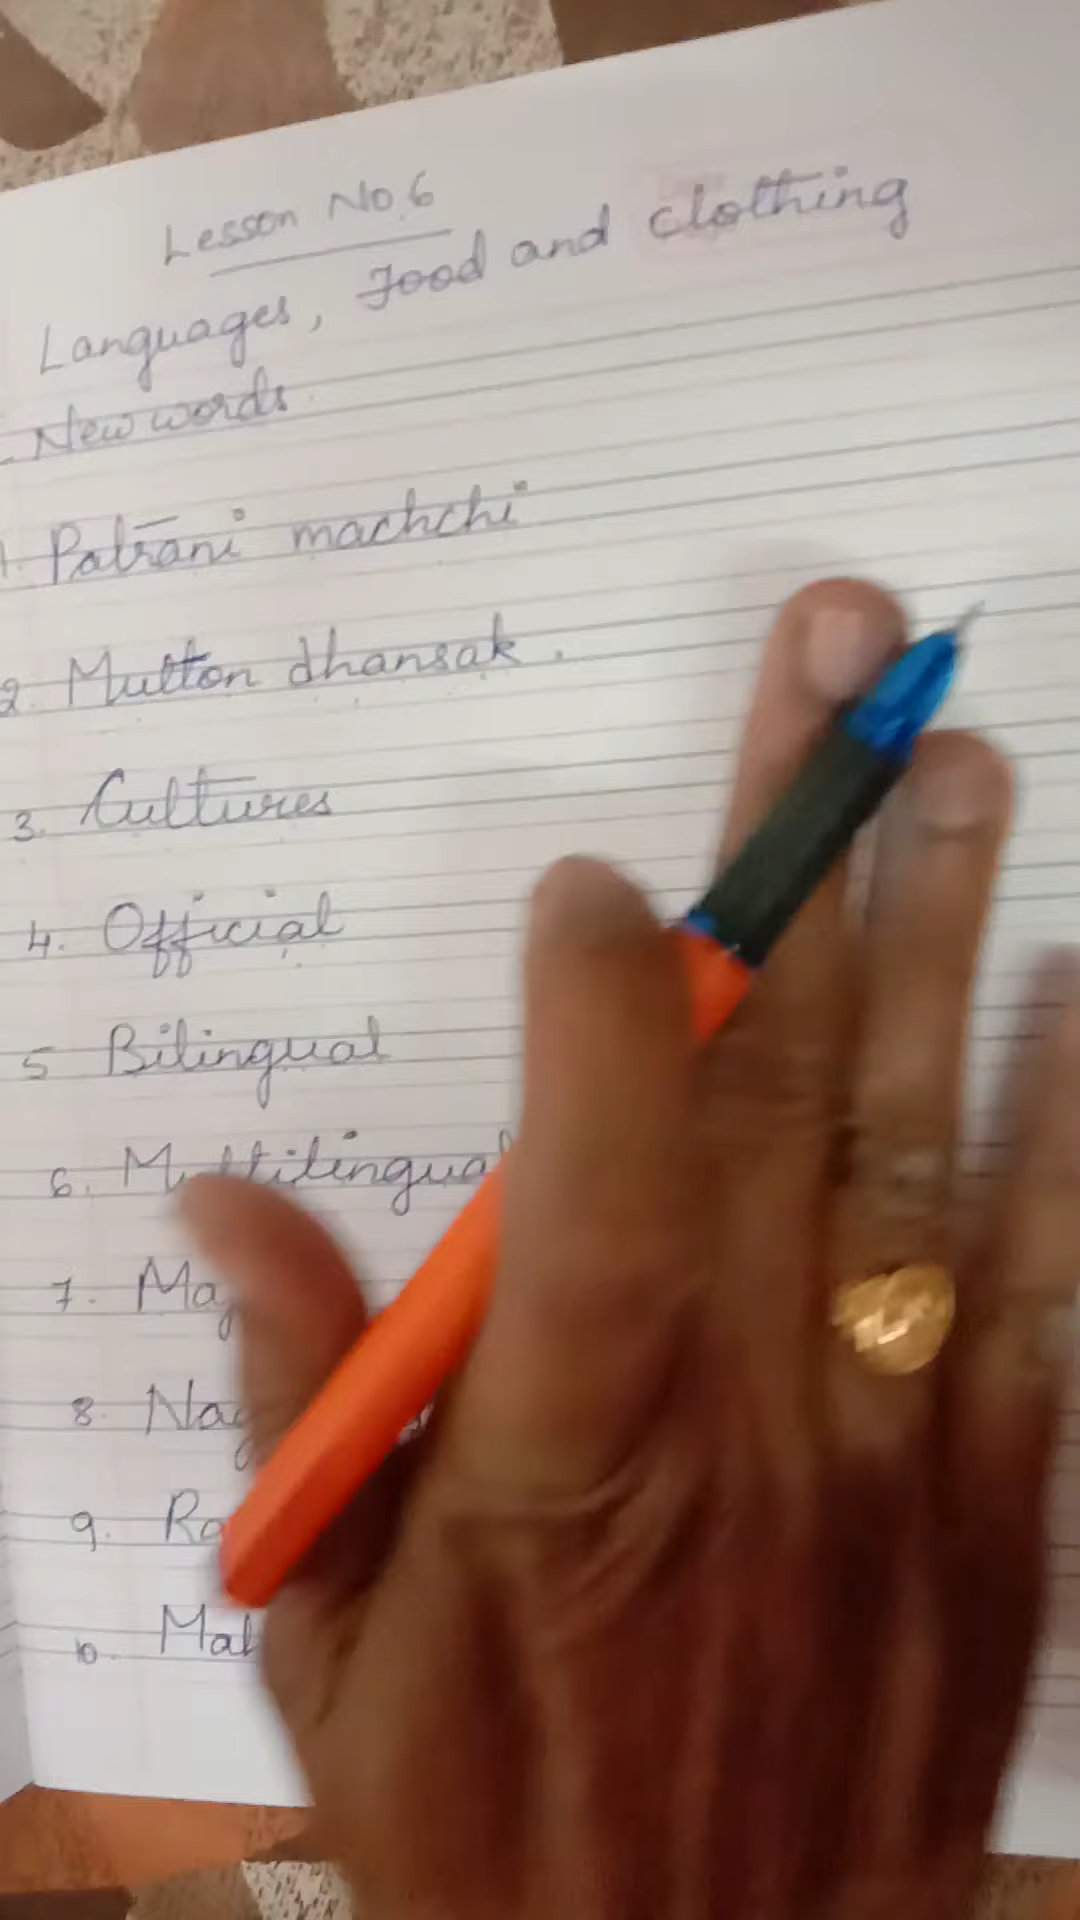 Lesson No 6
Languages, Food and clothing
New words.
1. Patrani machchi
2. Mutton dhansak.
3. Cultures
4. Official
5 Bilingual
6. Multilingual
7.
8.
9.
10.